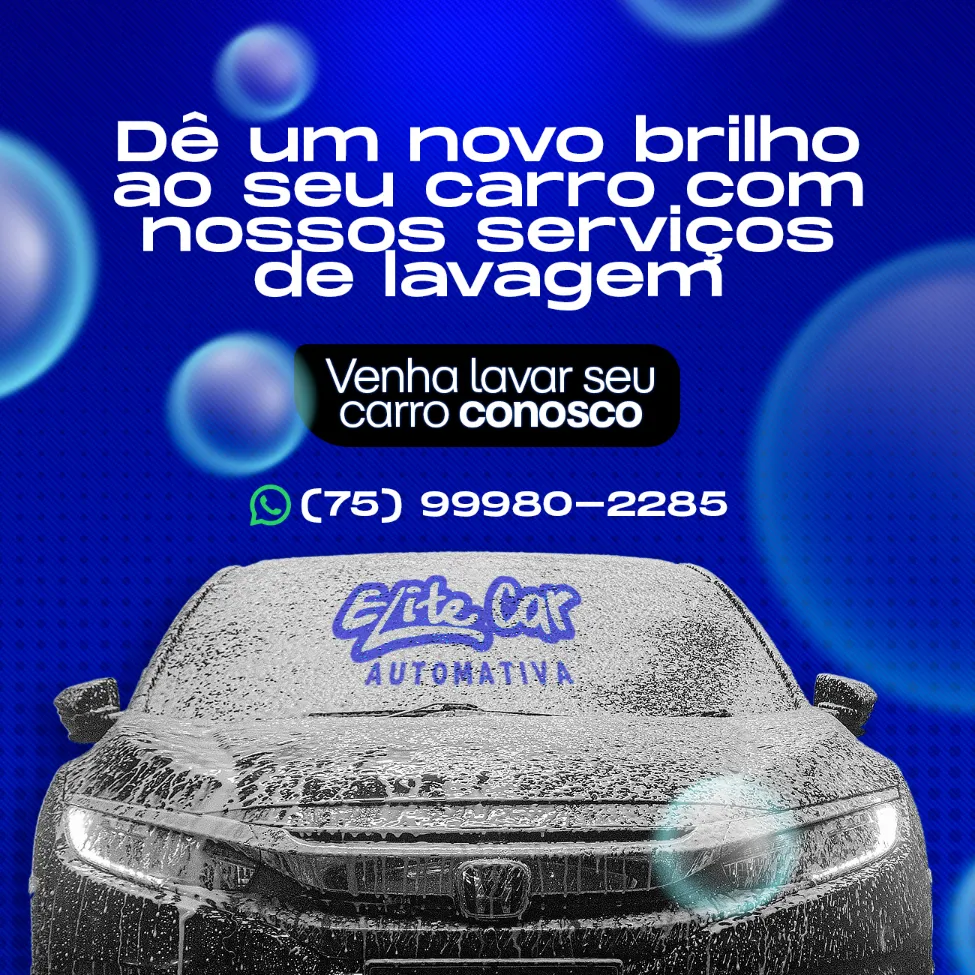 Dê um novo brilho
ao seu carro com
nossos serviços
de lavagem
Venha lavar seu
carro conosco
(75) 99980-2285
Elite Car
AUTOMATIVA